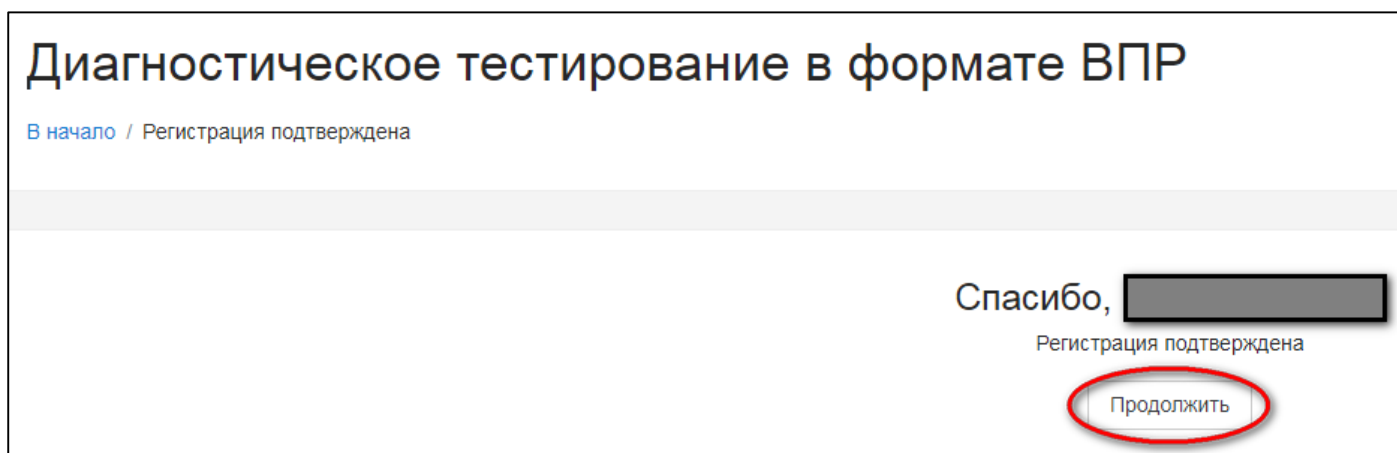 Диагностическое тестирование в формате ВПР
В начало / Регистрация подтверждена
Спасибо,
Регистрация подтверждена
Продолжить